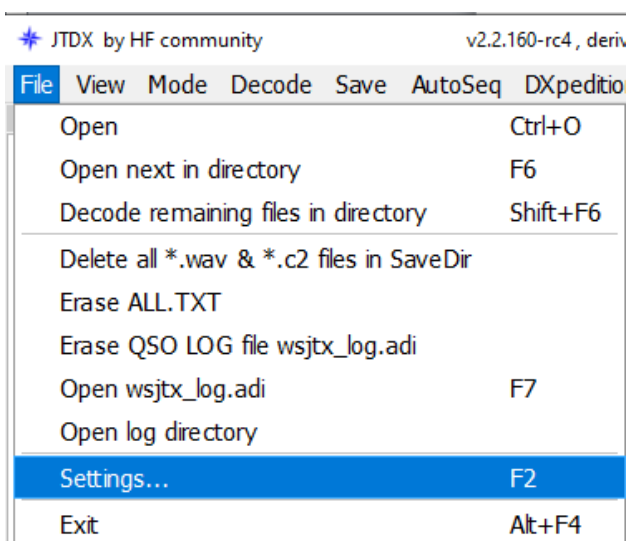 JTDX by HF community v2.2.160-rc4 , deriv
File View Mode Decode Save AutoSeq DXpeditio
Open Ctrl+O
Open next in directory F6
Decode remaining files in directory Shift+F6
Delete all *.wav & *.c2 files in SaveDir
Erase ALL.TXT
Erase QSO LOG file wsjtx_log.adi
Open wsjtx_log.adi F7
Open log directory
Settings... F2
Exit Alt+F4